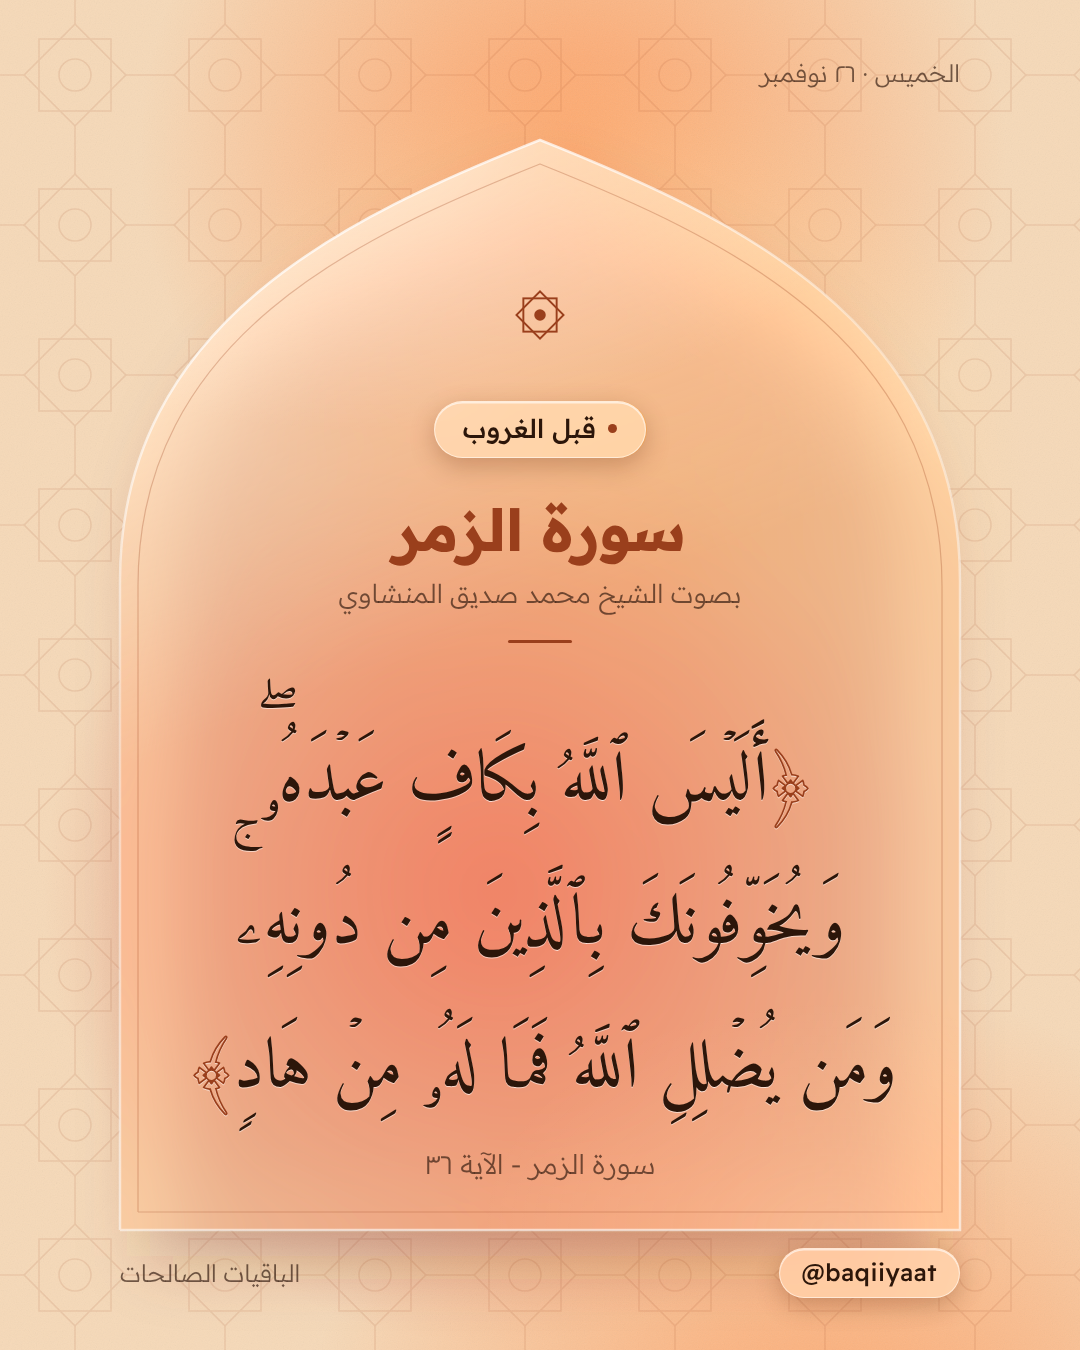 الخميس · ٢٦ نوفمبر
• قبل الغروب
سورة الزمر
بصوت الشيخ محمد صديق المنشاوي
﴿أَلَيۡسَ ٱللَّهُ بِكَافٍ عَبۡدَهُۥۖ ج
وَيُخَوِّفُونَكَ بِٱلَّذِينَ مِن دُونِهِۦ
وَمَن يُضۡلِلِ ٱللَّهُ فَمَا لَهُۥ مِنۡ هَادٍ﴾
سورة الزمر - الآية ٣٦
@baqiiyaat
الباقيات الصالحات